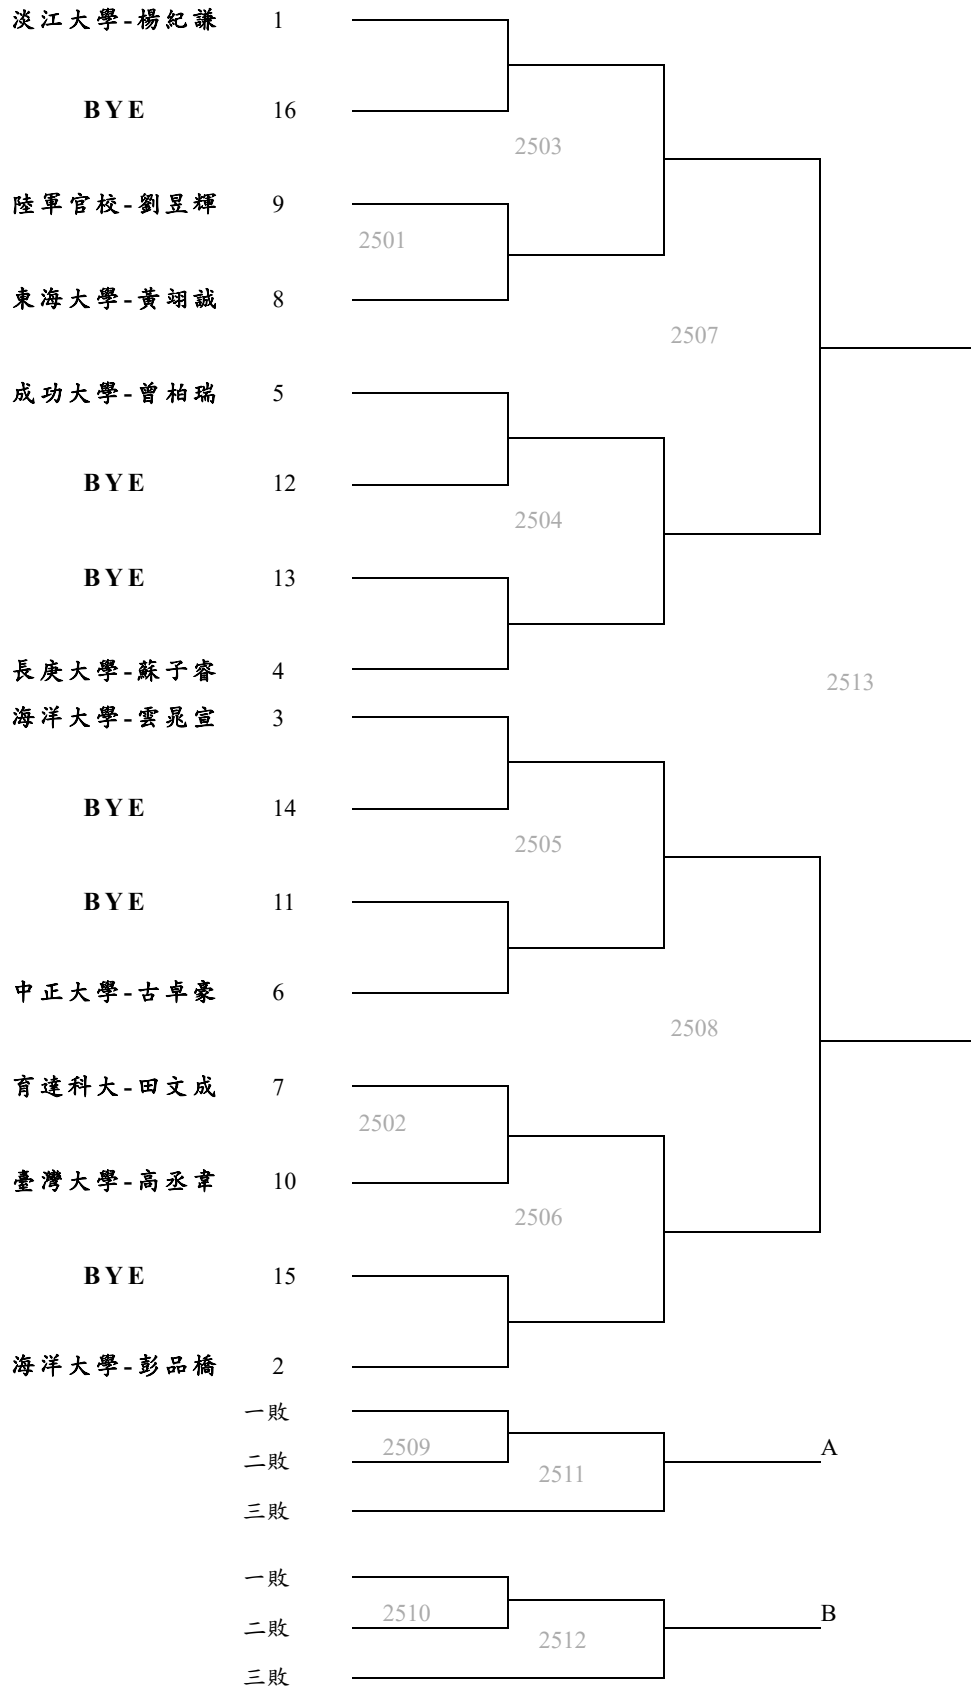 淡江大學-楊紀謙 1
BYE 16
2503
陸軍官校-劉昱輝 9
2501
東海大學-黃翊誠 8
2507
成功大學-曾柏瑞 5
BYE 12
2504
BYE 13
長庚大學-蘇子睿 4
2513
海洋大學-雲晁宣 3
BYE 14
2505
BYE 11
中正大學-古卓豪 6
2508
育達科大-田文成 7
2502
臺灣大學-高丞韋 10
2506
BYE 15
海洋大學-彭品橋 2
一敗
2509
A
二敗
2511
三敗
一敗
2510
B
二敗
2512
三敗